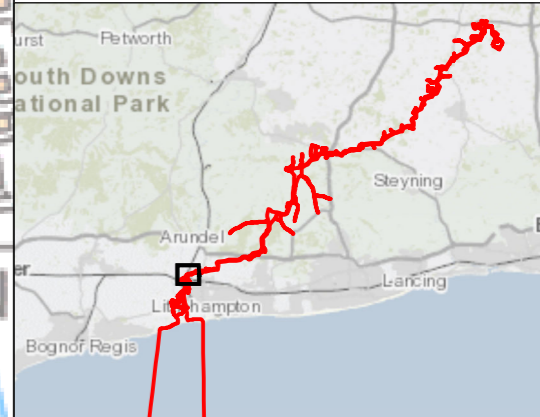 urst
Petworth
outh Downs
ational Park
Steyning
Arundel
er
Lancing
Littlehampton
Bognor Regis